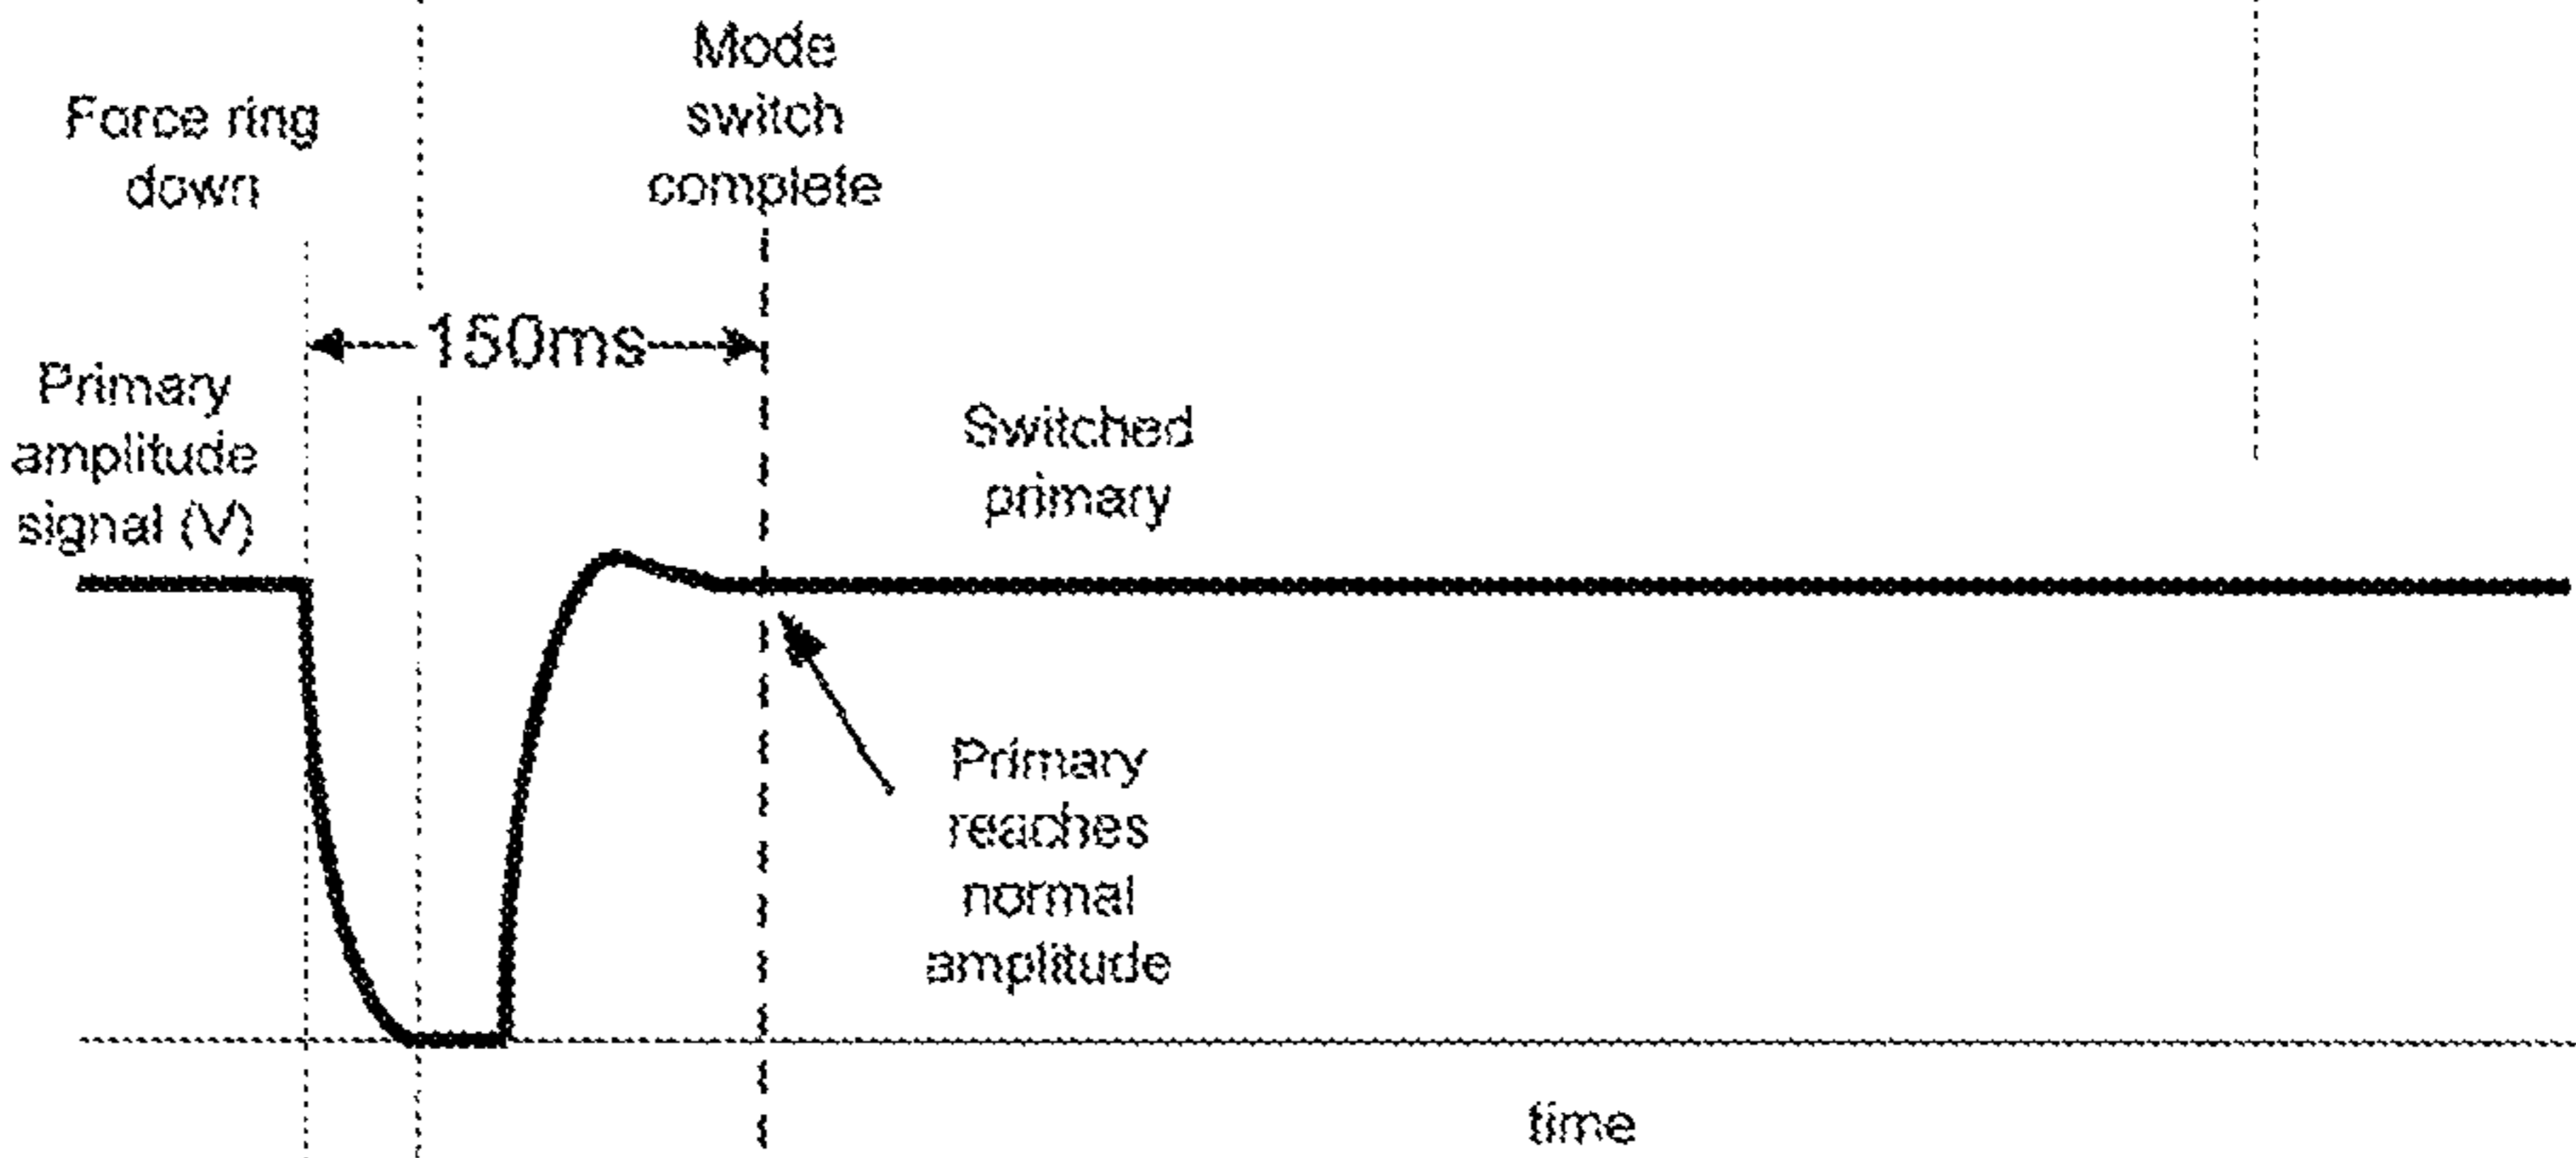 Force ring
down
Mode
switch
complete
150ms
Primary
amplitude
signal (V)
Switched
primary
Primary
reaches
normal
amplitude
time